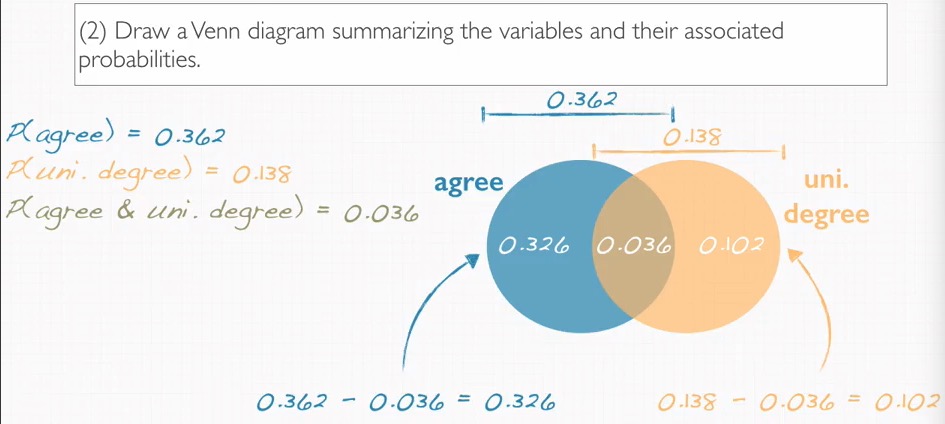 (2) Draw a Venn diagram summarizing the variables and their associated
probabilities.
0.362
P(agree) = 0.362
0.138
P(uni. degree) = 0.138
agree
uni.
degree
P(agree & uni. degree) = 0.036
0.326 0.036 0.102
0.362 - 0.036 = 0.326
0.138 - 0.036 = 0.102